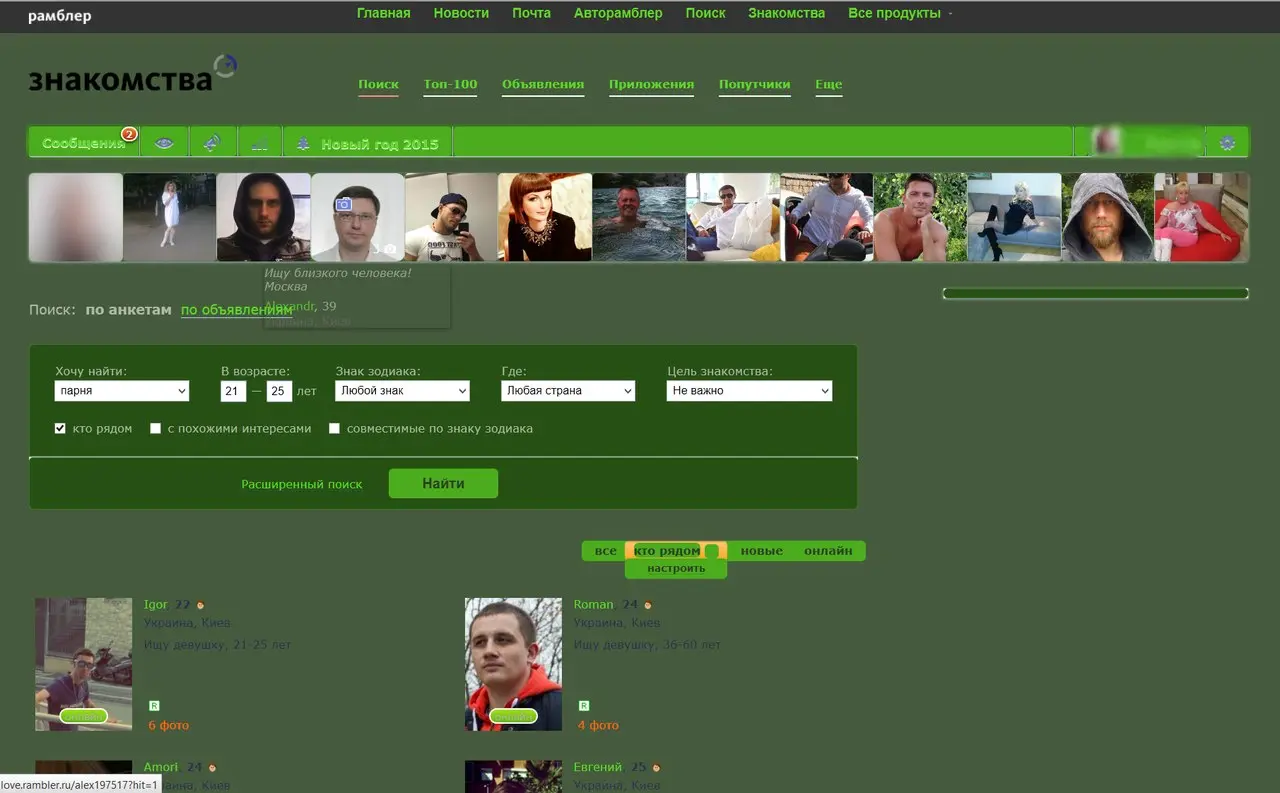 рамблер
Главная Новости Почта Авторамблер Поиск Знакомства Все продукты
знакомства
Поиск Топ-100 Объявления Приложения Попутчики Еще
Сообщения 2 Новый год 2015
Ищу близкого человека!
Москва
Alexandr, 39
Украина, Киев
Поиск: по анкетам по объявлениям
Хочу найти: В возрасте: Знак зодиака: Где: Цель знакомства:
парня 21 — 25 лет Любой знак Любая страна Не важно
кто рядом с похожими интересами совместимые по знаку зодиака
Расширенный поиск Найти
все кто рядом новые онлайн
настроить
Igor, 22 Roman, 24
Украина, Киев Украина, Киев
Ищу девушку, 21-25 лет Ищу девушку, 36-60 лет
R R
онлайн онлайн
6 фото 4 фото
Amori, 24 Евгений, 25
Украина, Киев Украина, Киев
love.rambler.ru/alex197517?hit=1